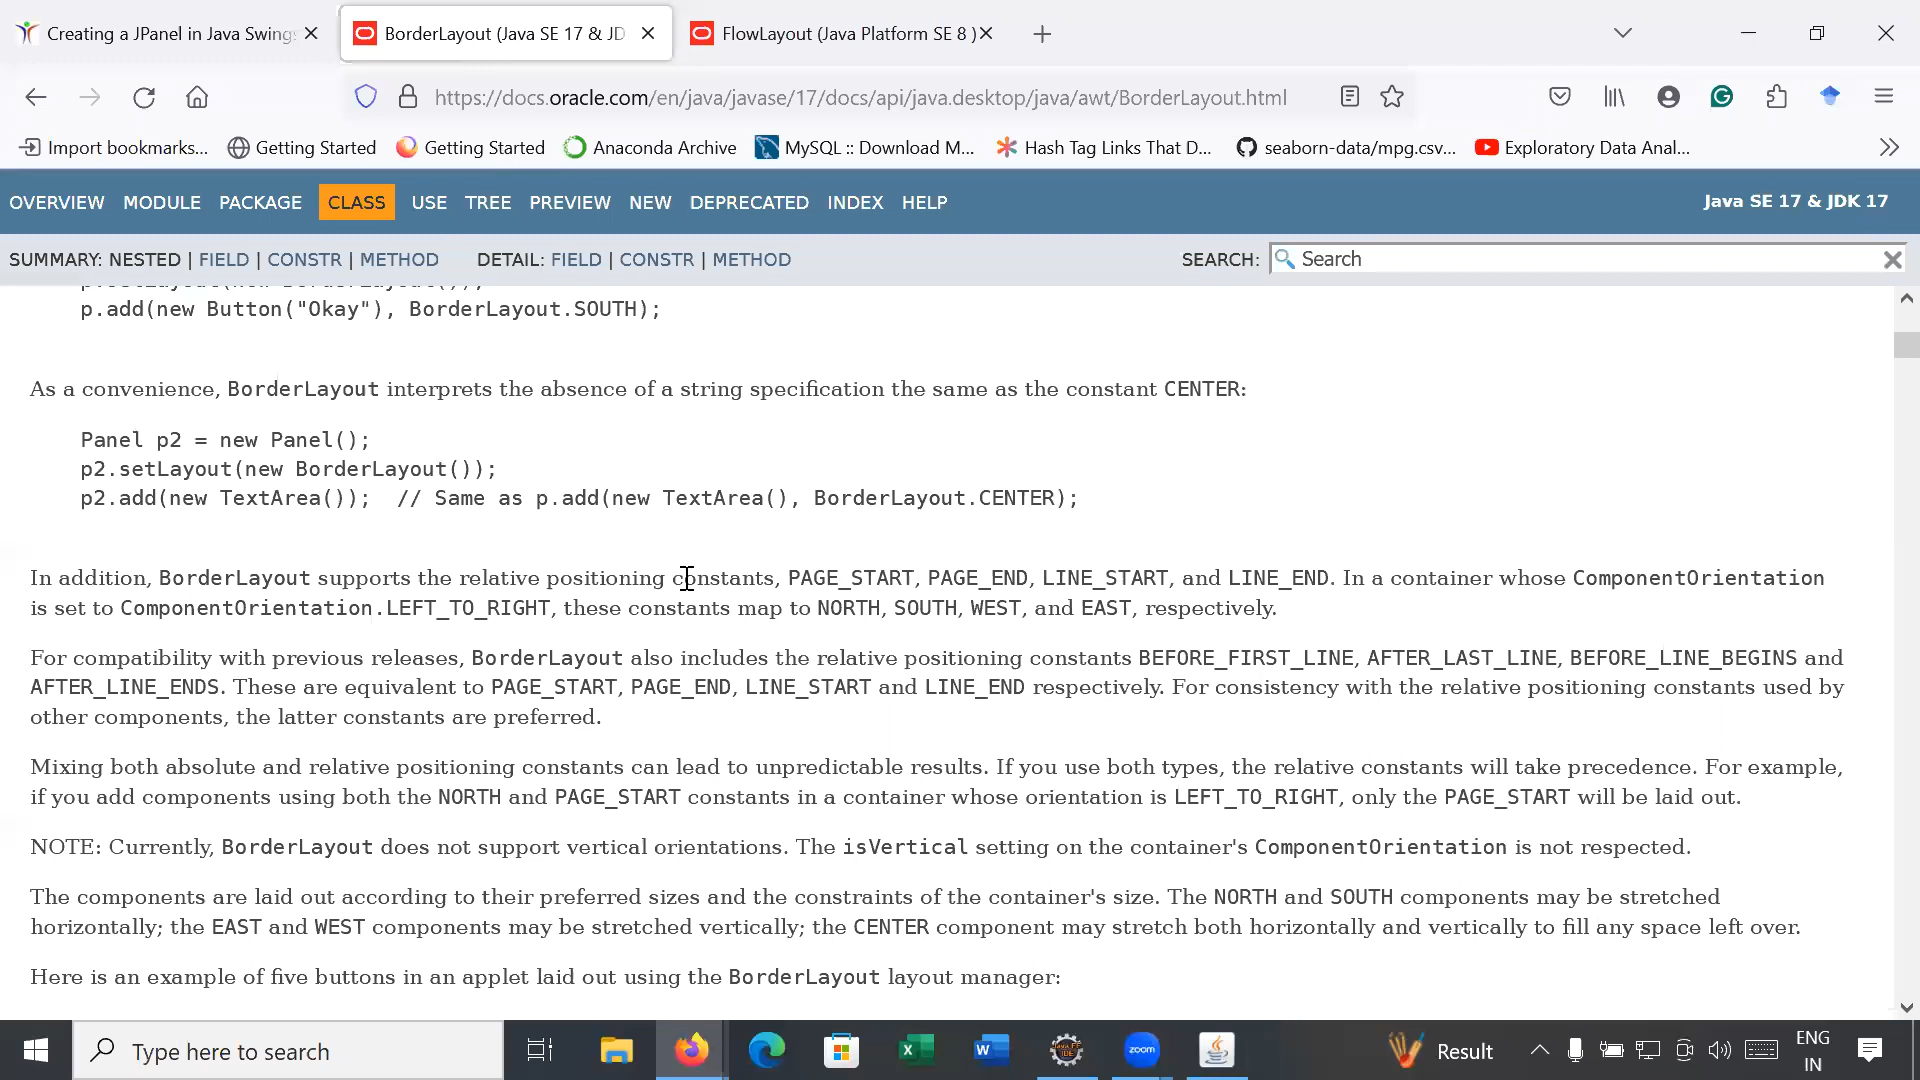 Creating a JPanel in Java Swings
BorderLayout (Java SE 17 & JD
FlowLayout (Java Platform SE 8 )
https://docs.oracle.com/en/java/javase/17/docs/api/java.desktop/java/awt/BorderLayout.html
Import bookmarks...
Getting Started
Getting Started
Anaconda Archive
MySQL :: Download M...
Hash Tag Links That D...
seaborn-data/mpg.csv...
Exploratory Data Anal...
OVERVIEW MODULE PACKAGE CLASS USE TREE PREVIEW NEW DEPRECATED INDEX HELP
Java SE 17 & JDK 17
SUMMARY: NESTED | FIELD | CONSTR | METHOD DETAIL: FIELD | CONSTR | METHOD
SEARCH: Search
p.setLayout(new BorderLayout());
p.add(new Button("Okay"), BorderLayout.SOUTH);
As a convenience, BorderLayout interprets the absence of a string specification the same as the constant CENTER:
Panel p2 = new Panel();
p2.setLayout(new BorderLayout());
p2.add(new TextArea());  // Same as p.add(new TextArea(), BorderLayout.CENTER);
In addition, BorderLayout supports the relative positioning constants, PAGE_START, PAGE_END, LINE_START, and LINE_END. In a container whose ComponentOrientation
is set to ComponentOrientation.LEFT_TO_RIGHT, these constants map to NORTH, SOUTH, WEST, and EAST, respectively.
For compatibility with previous releases, BorderLayout also includes the relative positioning constants BEFORE_FIRST_LINE, AFTER_LAST_LINE, BEFORE_LINE_BEGINS and
AFTER_LINE_ENDS. These are equivalent to PAGE_START, PAGE_END, LINE_START and LINE_END respectively. For consistency with the relative positioning constants used by
other components, the latter constants are preferred.
Mixing both absolute and relative positioning constants can lead to unpredictable results. If you use both types, the relative constants will take precedence. For example,
if you add components using both the NORTH and PAGE_START constants in a container whose orientation is LEFT_TO_RIGHT, only the PAGE_START will be laid out.
NOTE: Currently, BorderLayout does not support vertical orientations. The isVertical setting on the container's ComponentOrientation is not respected.
The components are laid out according to their preferred sizes and the constraints of the container's size. The NORTH and SOUTH components may be stretched
horizontally; the EAST and WEST components may be stretched vertically; the CENTER component may stretch both horizontally and vertically to fill any space left over.
Here is an example of five buttons in an applet laid out using the BorderLayout layout manager:
Type here to search
zoom
Result
ENG
IN